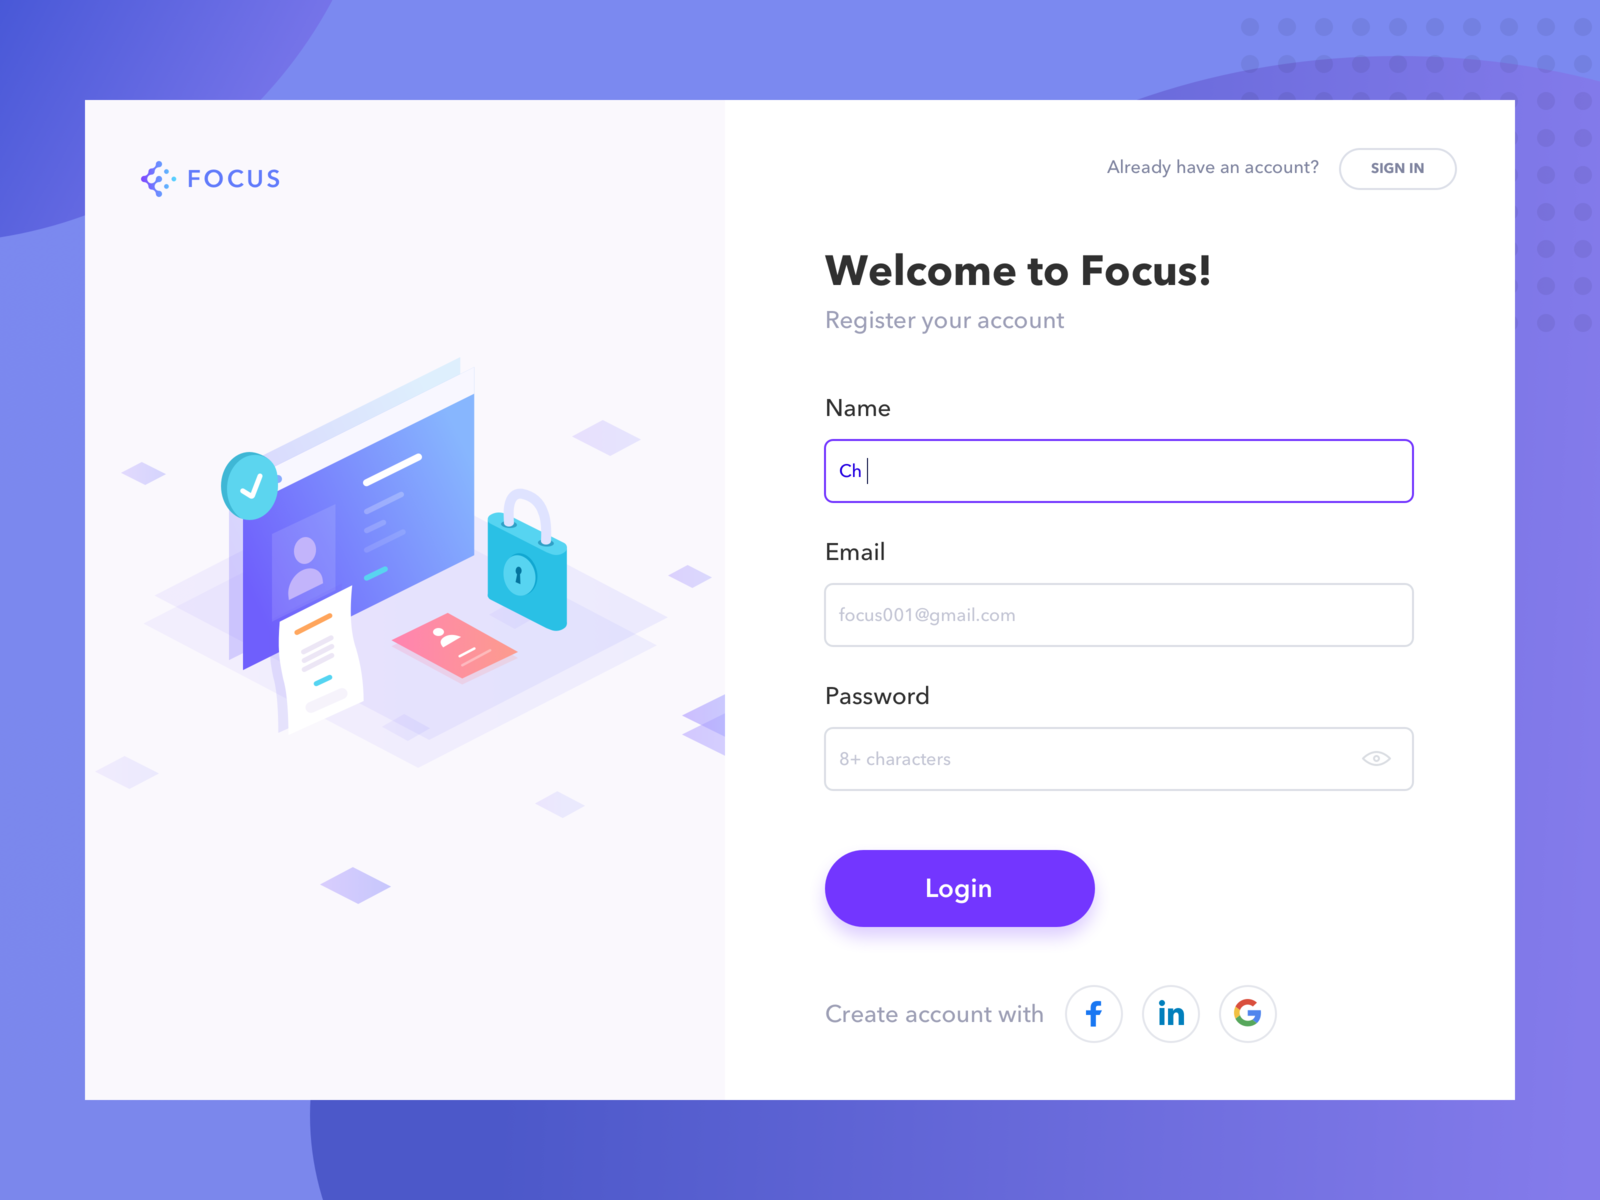 FOCUS
Already have an account?
SIGN IN
Welcome to Focus!
Register your account
Name
Ch
Email
focus001@gmail.com
Password
8+ characters
Login
Create account with
f
in
G